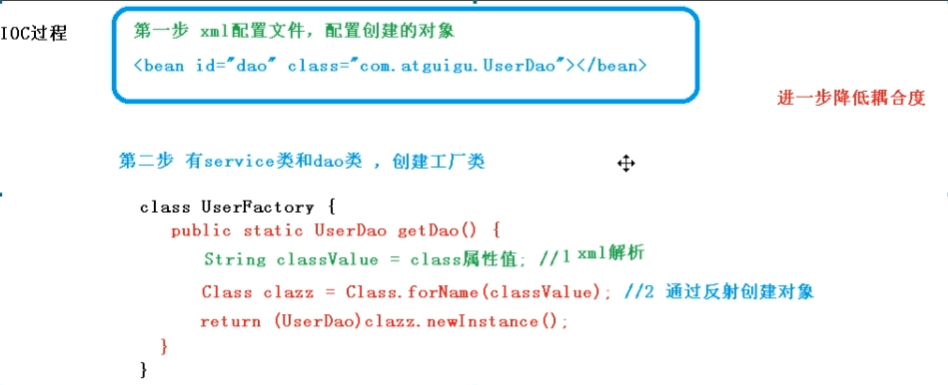 IOC过程
第一步 xml配置文件，配置创建的对象
<bean id="dao" class="com.atguigu.UserDao"></bean>
进一步降低耦合度
第二步 有service类和dao类 ，创建工厂类
class UserFactory {
public static UserDao getDao() {
String classValue = class属性值; //1 xml解析
Class clazz = Class.forName(classValue); //2 通过反射创建对象
return (UserDao)clazz.newInstance();
}
}